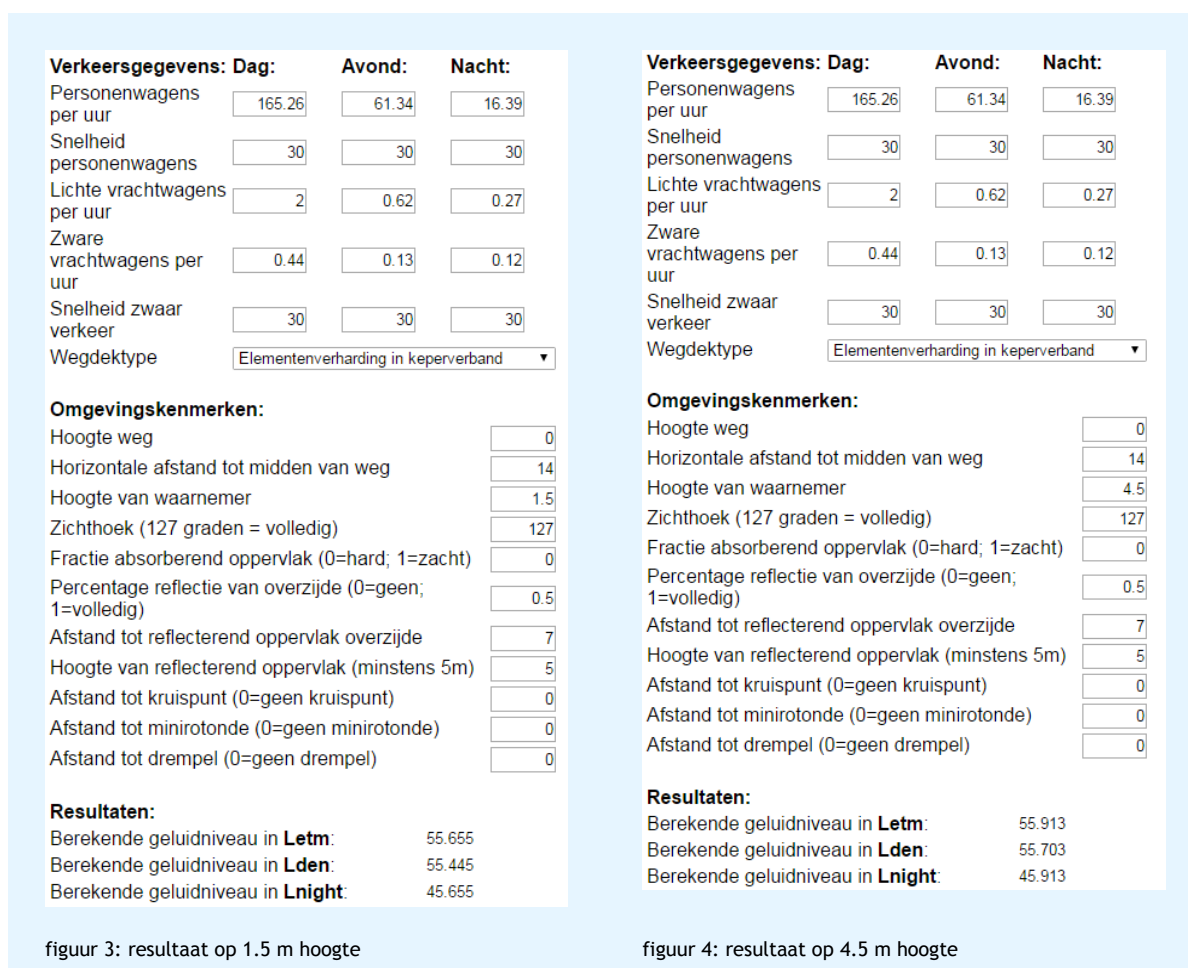 Verkeersgegevens: Dag: Avond: Nacht:
Personenwagens
per uur 165.26 61.34 16.39
Snelheid
personenwagens 30 30 30
Lichte vrachtwagens
per uur 2 0.62 0.27
Zware
vrachtwagens per 0.44 0.13 0.12
uur
Snelheid zwaar
verkeer 30 30 30
Wegdektype Elementenverharding in keperverband
Omgevingskenmerken:
Hoogte weg 0
Horizontale afstand tot midden van weg 14
Hoogte van waarnemer 1.5
Zichthoek (127 graden = volledig) 127
Fractie absorberend oppervlak (0=hard; 1=zacht) 0
Percentage reflectie van overzijde (0=geen;
1=volledig) 0.5
Afstand tot reflecterend oppervlak overzijde 7
Hoogte van reflecterend oppervlak (minstens 5m) 5
Afstand tot kruispunt (0=geen kruispunt) 0
Afstand tot minirotonde (0=geen minirotonde) 0
Afstand tot drempel (0=geen drempel) 0
Resultaten:
Berekende geluidniveau in Letm: 55.655
Berekende geluidniveau in Lden: 55.445
Berekende geluidniveau in Lnight: 45.655
figuur 3: resultaat op 1.5 m hoogte
Verkeersgegevens: Dag: Avond: Nacht:
Personenwagens
per uur 165.26 61.34 16.39
Snelheid
personenwagens 30 30 30
Lichte vrachtwagens
per uur 2 0.62 0.27
Zware
vrachtwagens per 0.44 0.13 0.12
uur
Snelheid zwaar
verkeer 30 30 30
Wegdektype Elementenverharding in keperverband
Omgevingskenmerken:
Hoogte weg 0
Horizontale afstand tot midden van weg 14
Hoogte van waarnemer 4.5
Zichthoek (127 graden = volledig) 127
Fractie absorberend oppervlak (0=hard; 1=zacht) 0
Percentage reflectie van overzijde (0=geen;
1=volledig) 0.5
Afstand tot reflecterend oppervlak overzijde 7
Hoogte van reflecterend oppervlak (minstens 5m) 5
Afstand tot kruispunt (0=geen kruispunt) 0
Afstand tot minirotonde (0=geen minirotonde) 0
Afstand tot drempel (0=geen drempel) 0
Resultaten:
Berekende geluidniveau in Letm: 55.913
Berekende geluidniveau in Lden: 55.703
Berekende geluidniveau in Lnight: 45.913
figuur 4: resultaat op 4.5 m hoogte